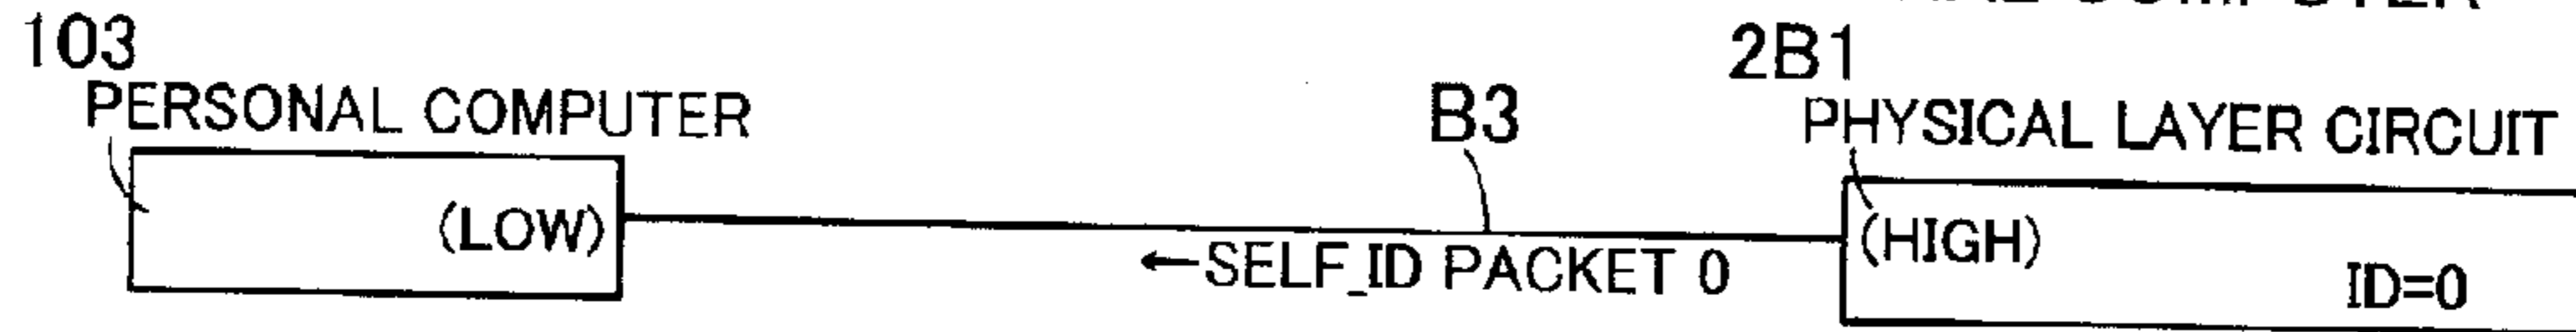 103
PERSONAL COMPUTER
2B1
B3
PHYSICAL LAYER CIRCUIT
(LOW)
(HIGH)
←SELF_ID PACKET 0
ID=0